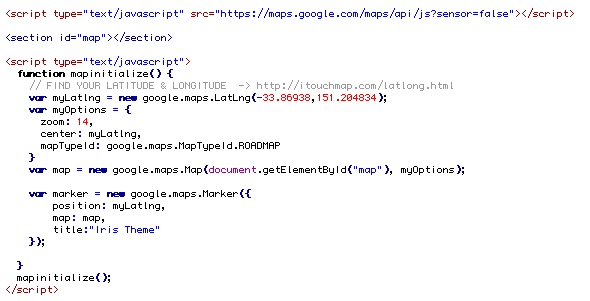 <script type="text/javascript" src="https://maps.google.com/maps/api/js?sensor=false"></script>
<section id="map"></section>
<script type="text/javascript">
function mapinitialize() {
// FIND YOUR LATITUDE & LONGITUDE -> http://itouchmap.com/latlong.html
var myLatlng = new google.maps.LatLng(-33.86938,151.204834);
var myOptions = {
zoom: 14,
center: myLatlng,
mapTypeId: google.maps.MapTypeId.ROADMAP
}
var map = new google.maps.Map(document.getElementById("map"), myOptions);
var marker = new google.maps.Marker({
position: myLatlng,
map: map,
title:"Iris Theme"
});
}
mapinitialize();
</script>